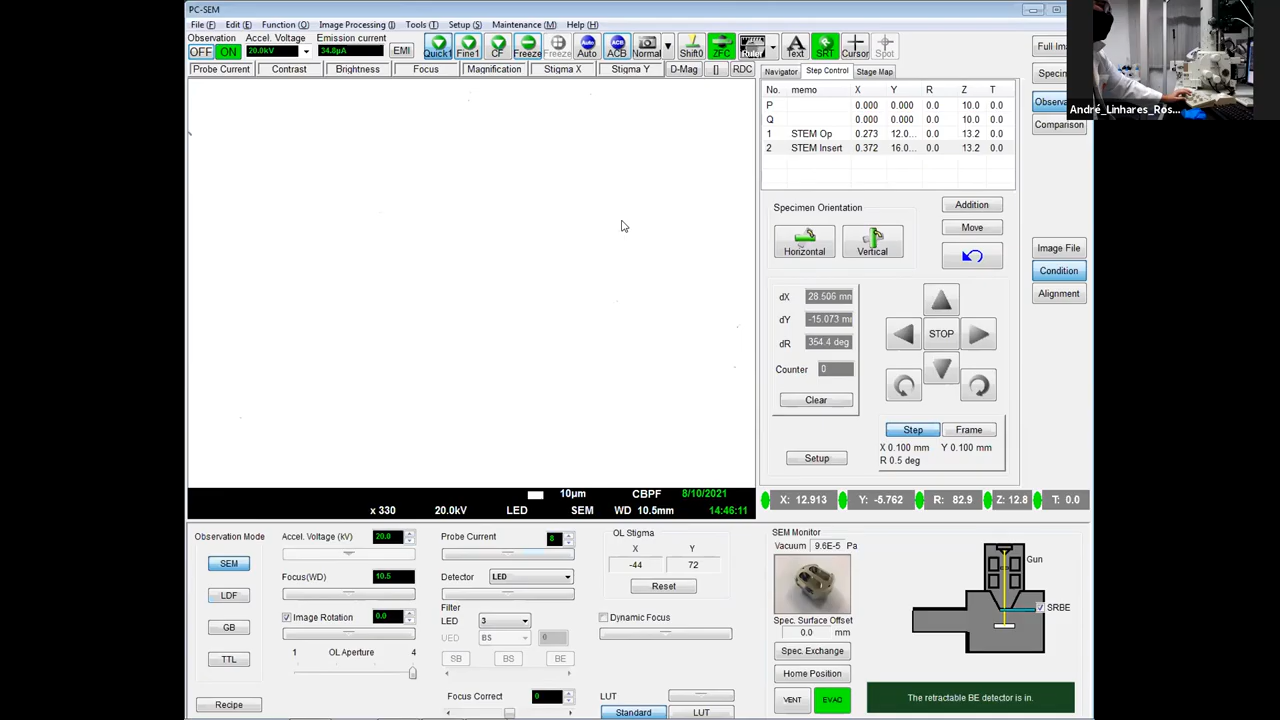 PC-SEM
File (F) Edit (E) Function (O) Image Processing (I) Tools (T) Setup (S) Maintenance (M) Help (H)
Observation Accel. Voltage Emission current
OFF ON 20.0kV 34.8µA EMI
Quick1 Fine1 CF Freeze Freeze Auto ACB Normal Shift0 ZFC Ruler Text SRT Cursor Spot
Probe Current Contrast Brightness Focus Magnification Stigma X Stigma Y D-Mag [] RDC
Full Im
Specin
Observa
Comparison
André_Linhares_Ros...
Navigator Step Control Stage Map
No. memo X Y R Z T
P 0.000 0.000 0.0 10.0 0.0
Q 0.000 0.000 0.0 10.0 0.0
1 STEM Op 0.273 12.0... 0.0 13.2 0.0
2 STEM Insert 0.372 16.0... 0.0 13.2 0.0
Specimen Orientation
Horizontal Vertical
Addition
Move
Image File
Condition
Alignment
dX 28.506 mm
dY -15.073 m
dR 354.4 deg
Counter 0
Clear
Setup
STOP
Step Frame
X 0.100 mm Y 0.100 mm
R 0.5 deg
10µm CBPF 8/10/2021
x 330 20.0kV LED SEM WD 10.5mm 14:46:11
X: 12.913 Y: -5.762 R: 82.9 Z: 12.8 T: 0.0
Observation Mode
SEM
LDF
GB
TTL
Recipe
Accel. Voltage (kV) 20.0
Focus(WD) 10.5
Image Rotation 0.0
1 OL Aperture 4
Probe Current 8
Detector LED
Filter
LED 3
UED BS 0
SB BS BE
Focus Correct 0
OL Stigma
X Y
-44 72
Reset
Dynamic Focus
LUT
Standard LUT
SEM Monitor
Vacuum 9.6E-5 Pa
Spec. Surface Offset
0.0 mm
Spec. Exchange
Home Position
VENT EVAC
Gun
SRBE
The retractable BE detector is in.